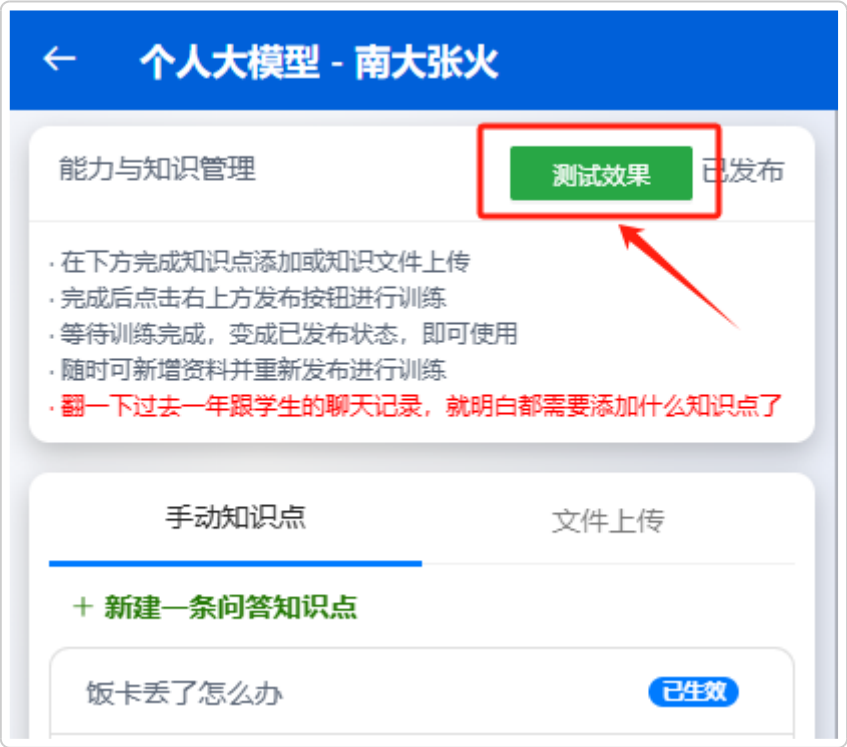 ← 个人大模型 - 南大张火
能力与知识管理 测试效果 已发布
· 在下方完成知识点添加或知识文件上传
· 完成后点击右上方发布按钮进行训练
· 等待训练完成，变成已发布状态，即可使用
· 随时可新增资料并重新发布进行训练
· 翻一下过去一年跟学生的聊天记录，就明白都需要添加什么知识点了
手动知识点 文件上传
+ 新建一条问答知识点
饭卡丢了怎么办 已生效